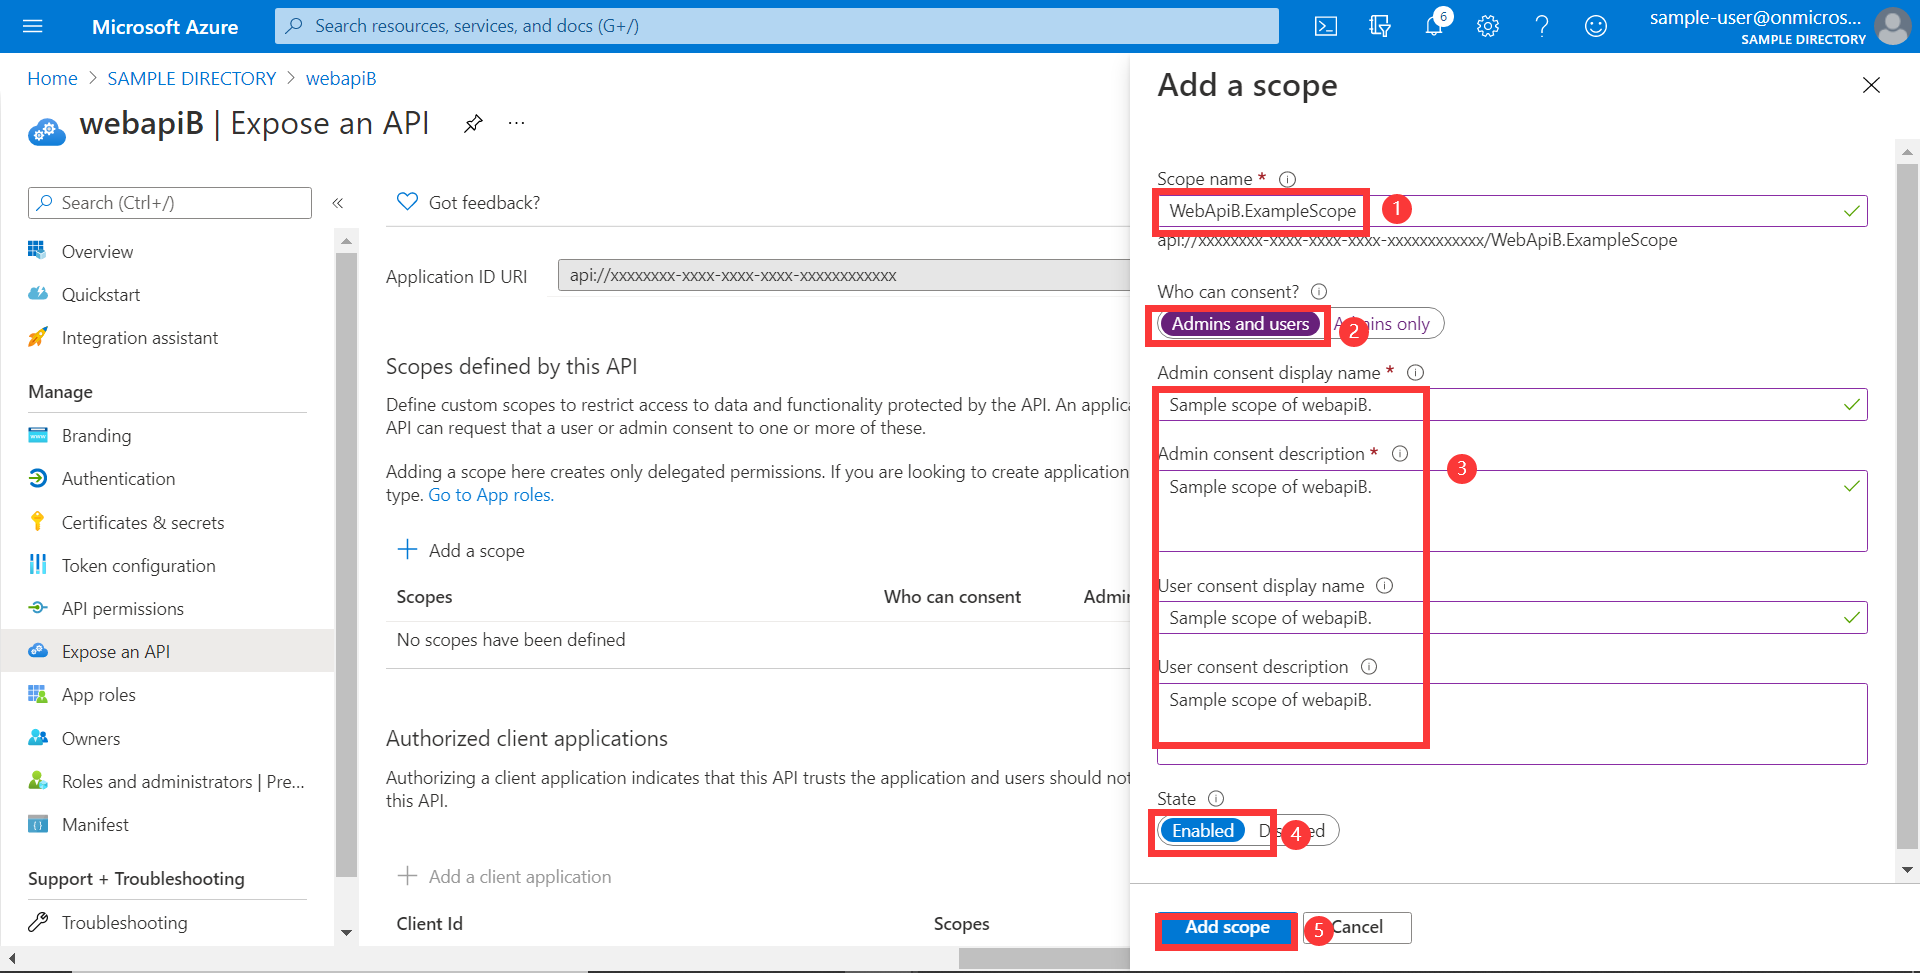 Microsoft Azure
Search resources, services, and docs (G+/)
6
sample-user@onmicros...
SAMPLE DIRECTORY
Home > SAMPLE DIRECTORY > webapiB
webapiB | Expose an API
...
Search (Ctrl+/)
«
Overview
Quickstart
Integration assistant
Manage
Branding
Authentication
Certificates & secrets
Token configuration
API permissions
Expose an API
App roles
Owners
Roles and administrators | Pre...
Manifest
Support + Troubleshooting
Troubleshooting
Got feedback?
Application ID URI
api://xxxxxxxx-xxxx-xxxx-xxxx-xxxxxxxxxxxx
Scopes defined by this API
Define custom scopes to restrict access to data and functionality protected by the API. An applica
API can request that a user or admin consent to one or more of these.
Adding a scope here creates only delegated permissions. If you are looking to create application
type. Go to App roles.
Add a scope
Scopes Who can consent Admin
No scopes have been defined
Authorized client applications
Authorizing a client application indicates that this API trusts the application and users should not
this API.
Add a client application
Client Id Scopes
Add a scope
Scope name *
WebApiB.ExampleScope
1
api://xxxxxxxx-xxxx-xxxx-xxxx-xxxxxxxxxxxx/WebApiB.ExampleScope
Who can consent?
Admins and users
2
ins only
Admin consent display name *
Sample scope of webapiB.
Admin consent description *
3
Sample scope of webapiB.
User consent display name
Sample scope of webapiB.
User consent description
Sample scope of webapiB.
State
Enabled
4
Add scope
5
Cancel